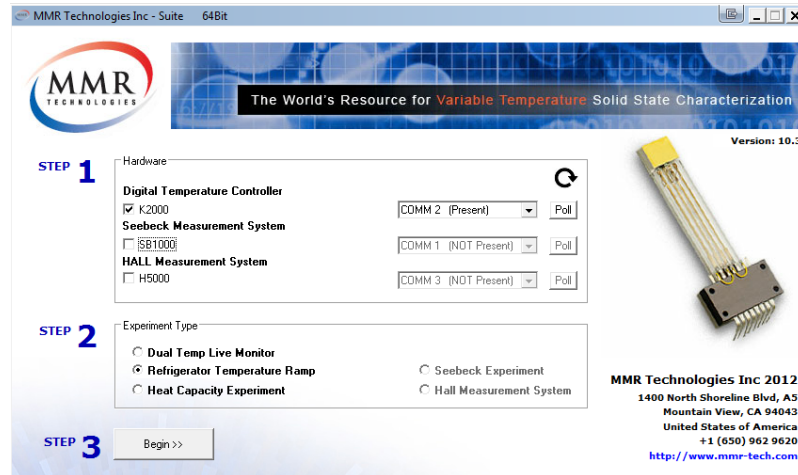 MMR Technologies Inc - Suite 64Bit
MMR
TECHNOLOGIES
The World's Resource for Variable Temperature Solid State Characterization
Version: 10.3
STEP 1
Hardware
Digital Temperature Controller
K2000
COMM 2 (Present)
Poll
Seebeck Measurement System
SB1000
COMM 1 (NOT Present)
Poll
HALL Measurement System
H5000
COMM 3 (NOT Present)
Poll
STEP 2
Experiment Type
Dual Temp Live Monitor
Refrigerator Temperature Ramp
Seebeck Experiment
Heat Capacity Experiment
Hall Measurement System
MMR Technologies Inc 2012
1400 North Shoreline Blvd, A5
Mountain View, CA 94043
United States of America
+1 (650) 962 9620
http://www.mmr-tech.com
STEP 3
Begin >>